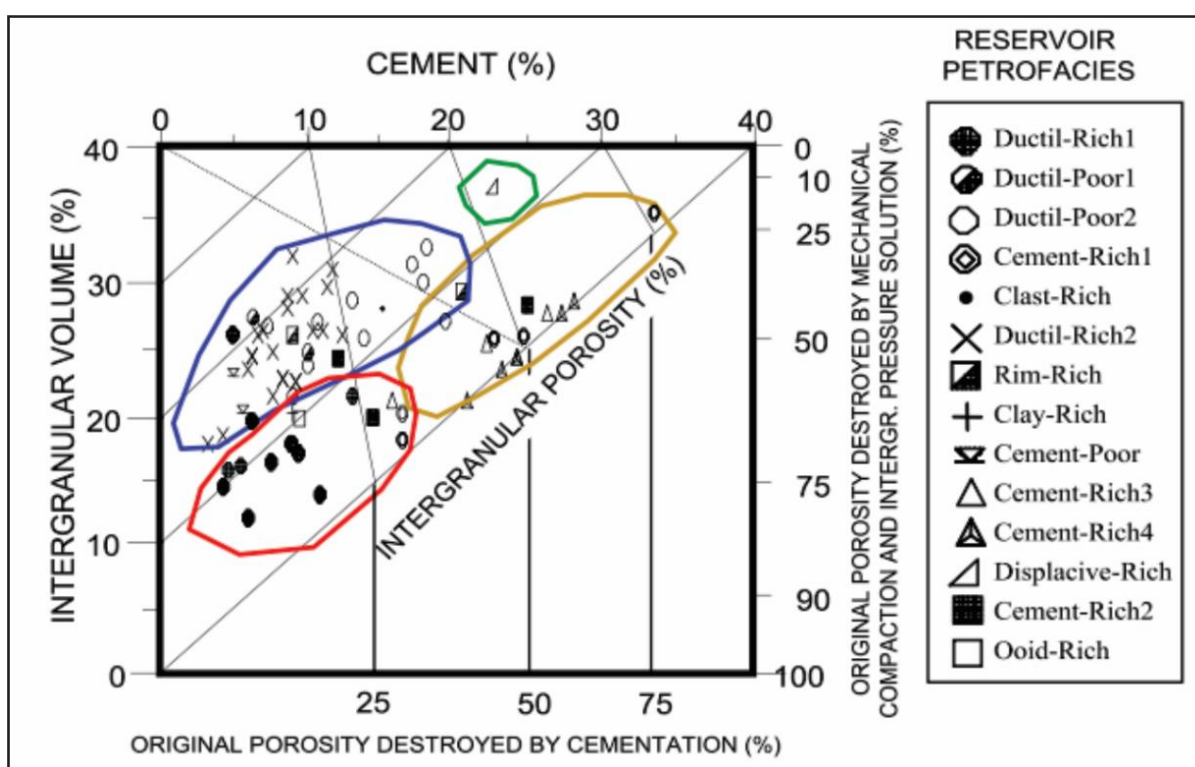 CEMENT (%)
0 10 20 30 40
40
30
20
10
0
INTERGRANULAR VOLUME (%)
INTERGRANULAR POROSITY (%)
0
10
25
50
75
90
100
ORIGINAL POROSITY DESTROYED BY MECHANICAL
COMPACTION AND INTERGR. PRESSURE SOLUTION (%)
25 50 75
ORIGINAL POROSITY DESTROYED BY CEMENTATION (%)
RESERVOIR
PETROFACIES
Ductil-Rich1
Ductil-Poor1
Ductil-Poor2
Cement-Rich1
Clast-Rich
Ductil-Rich2
Rim-Rich
Clay-Rich
Cement-Poor
Cement-Rich3
Cement-Rich4
Displacive-Rich
Cement-Rich2
Ooid-Rich